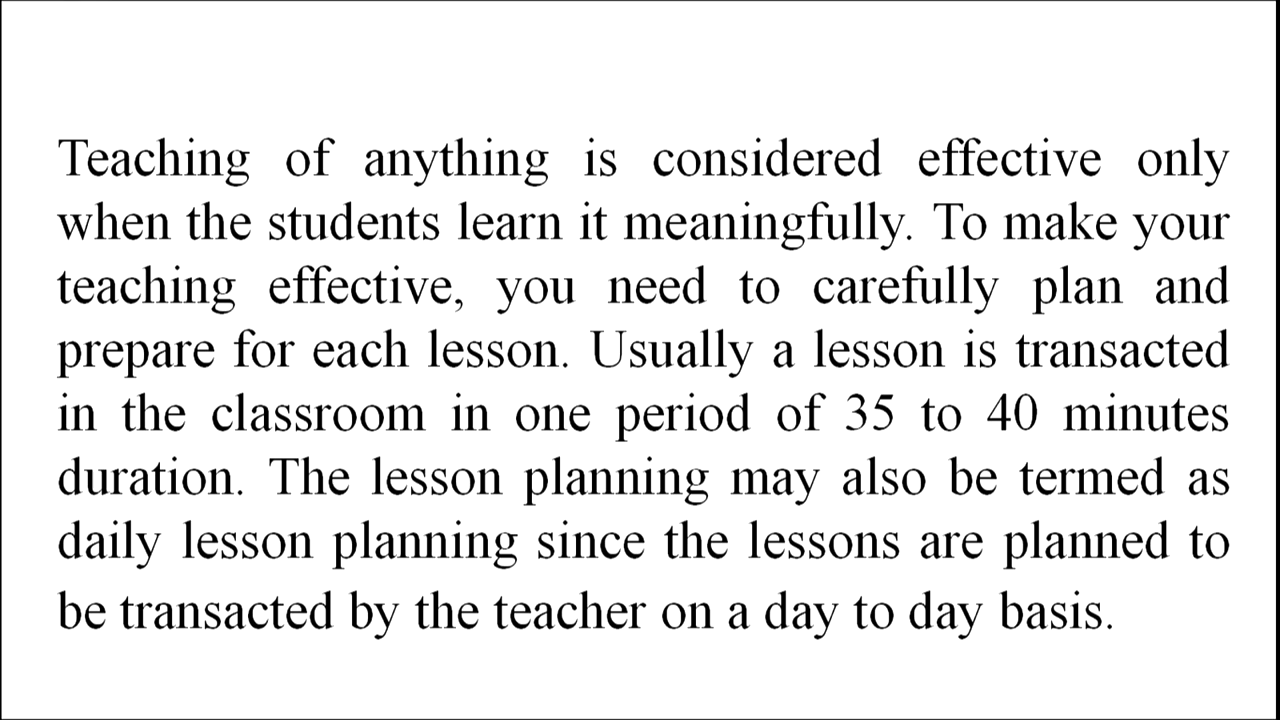 Teaching of anything is considered effective only
when the students learn it meaningfully. To make your
teaching effective, you need to carefully plan and
prepare for each lesson. Usually a lesson is transacted
in the classroom in one period of 35 to 40 minutes
duration. The lesson planning may also be termed as
daily lesson planning since the lessons are planned to
be transacted by the teacher on a day to day basis.